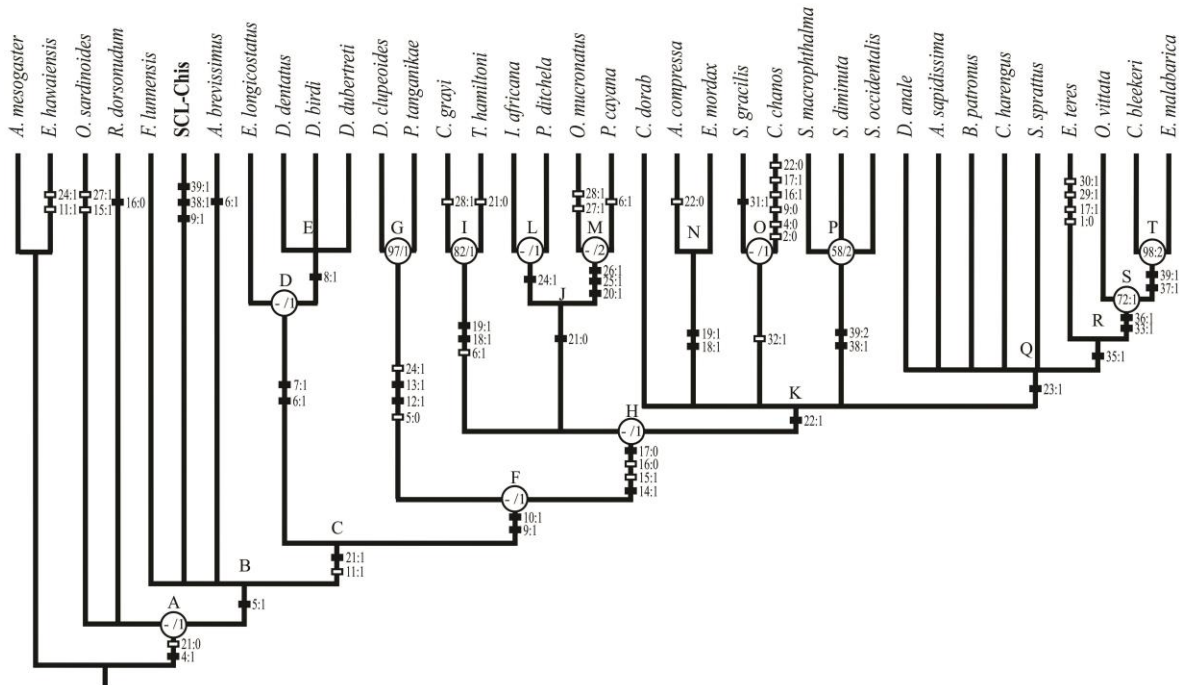 A. mesogaster
E. hawaiensis
O. sardinoides
R. dorsonudum
F. lumnensis
SCL-Chis
A. brevissimus
E. longicostatus
D. dentatus
D. birdi
D. dubertreti
D. clupeoides
P. tanganikae
C. grayi
T. hamiltoni
I. africana
P. ditchela
O. mucronatus
P. cayana
C. dorab
A. compressa
E. mordax
S. gracilis
C. chanos
S. macrophthalma
S. diminuta
S. occidentalis
D. anale
A. sapidissima
B. patronus
C. harengus
S. sprattus
E. teres
O. vittata
C. bleekeri
E. malabarica
24:1
11:1
27:1
15:1
16:0
39:1
38:1
9:1
6:1
E
8:1
D
- /1
7:1
6:1
G
97/1
24:1
13:1
12:1
5:0
28:1
21:0
I
82/1
19:1
18:1
6:1
L
- /1
24:1
28:1
27:1
6:1
M
- /2
26:1
25:1
20:1
J
21:0
22:0
N
19:1
18:1
31:1
22:0
17:1
16:1
9:0
4:0
2:0
O
- /1
32:1
P
58/2
39:2
38:1
30:1
29:1
17:1
1:0
T
98:2
39:1
37:1
S
72:1
36:1
33:1
R
35:1
Q
23:1
K
22:1
H
- /1
17:0
16:0
15:1
14:1
F
- /1
10:1
9:1
C
21:1
11:1
B
5:1
A
- /1
21:0
4:1